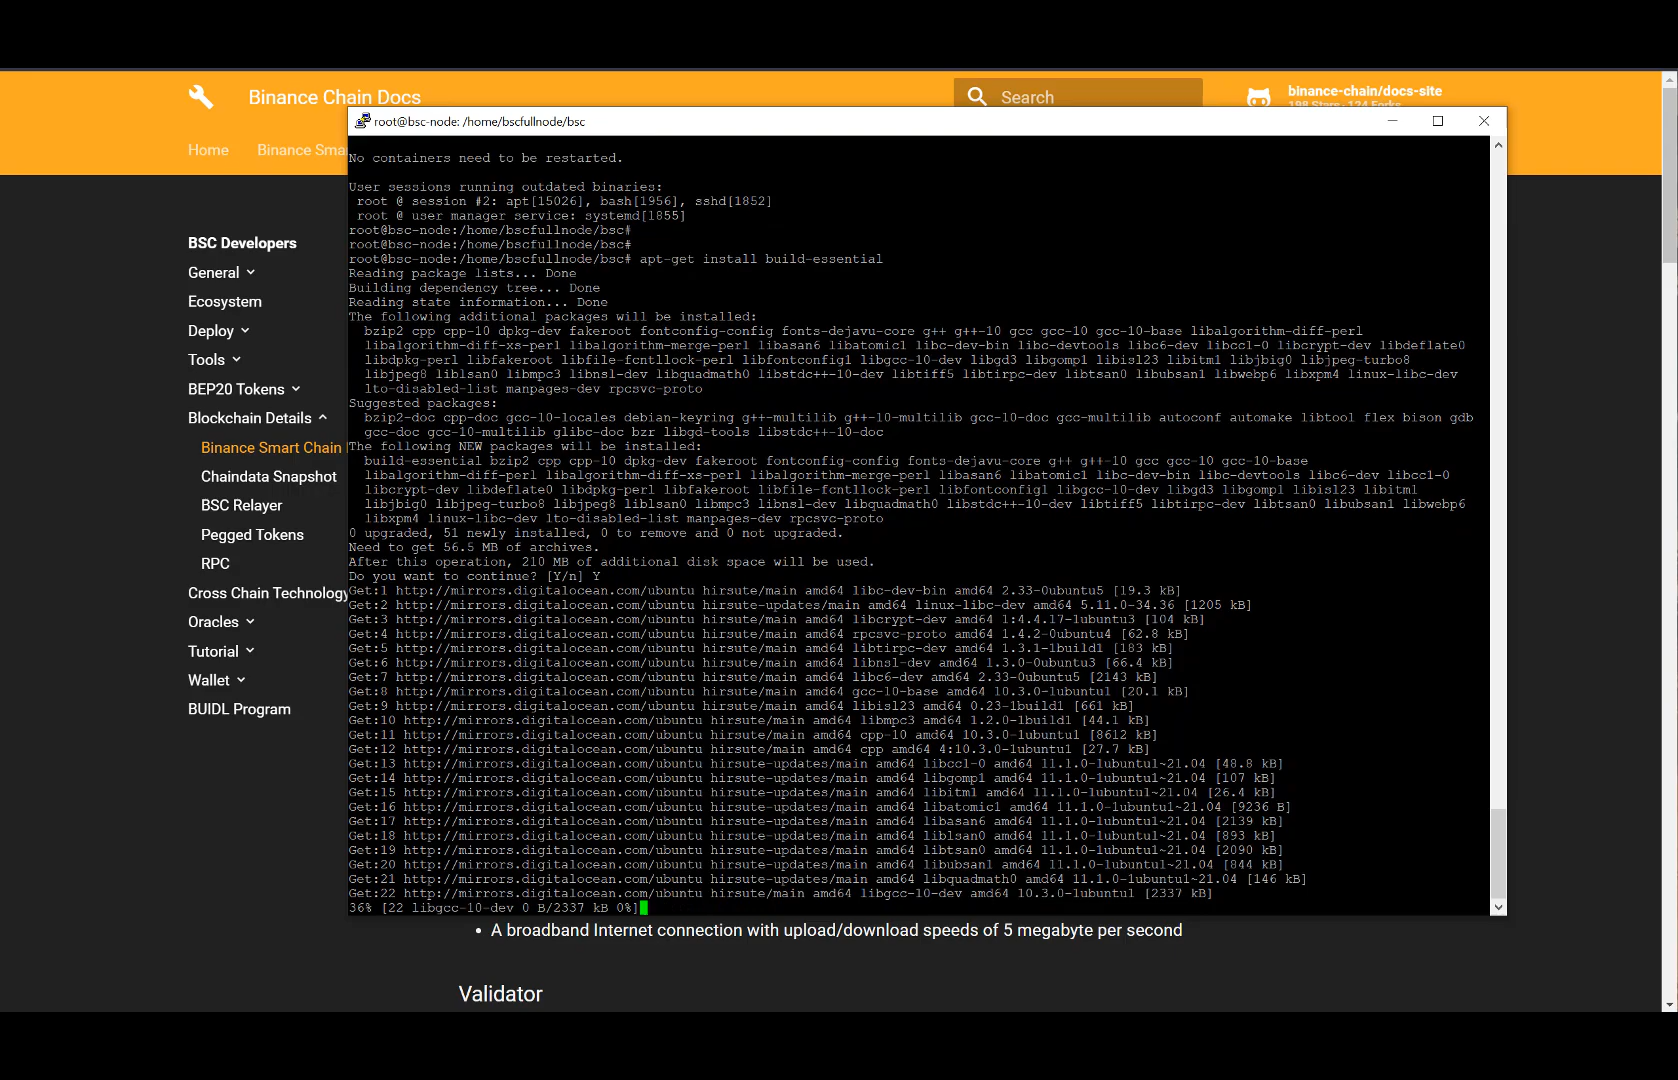 Binance Chain Docs
Search
binance-chain/docs-site
198 Stars · 124 Forks
Home
Binance Sma
BSC Developers
General
Ecosystem
Deploy
Tools
BEP20 Tokens
Blockchain Details
Binance Smart Chain
Chaindata Snapshot
BSC Relayer
Pegged Tokens
RPC
Cross Chain Technology
Oracles
Tutorial
Wallet
BUIDL Program
root@bsc-node: /home/bscfullnode/bsc
No containers need to be restarted.
User sessions running outdated binaries:
root @ session #2: apt[15026], bash[1956], sshd[1852]
root @ user manager service: systemd[1855]
root@bsc-node:/home/bscfullnode/bsc#
root@bsc-node:/home/bscfullnode/bsc#
root@bsc-node:/home/bscfullnode/bsc# apt-get install build-essential
Reading package lists... Done
Building dependency tree... Done
Reading state information... Done
The following additional packages will be installed:
bzip2 cpp cpp-10 dpkg-dev fakeroot fontconfig-config fonts-dejavu-core g++ g++-10 gcc gcc-10 gcc-10-base libalgorithm-diff-perl
libalgorithm-diff-xs-perl libalgorithm-merge-perl libasan6 libatomic1 libc-dev-bin libc-devtools libc6-dev libcc1-0 libcrypt-dev libdeflate0
libdpkg-perl libfakeroot libfile-fcntllock-perl libfontconfig1 libgcc-10-dev libgd3 libgomp1 libisl23 libitm1 libjbig0 libjpeg-turbo8
libjpeg8 liblsan0 libmpc3 libnsl-dev libquadmath0 libstdc++-10-dev libtiff5 libtirpc-dev libtsan0 libubsan1 libwebp6 libxpm4 linux-libc-dev
lto-disabled-list manpages-dev rpcsvc-proto
Suggested packages:
bzip2-doc cpp-doc gcc-10-locales debian-keyring g++-multilib g++-10-multilib gcc-10-doc gcc-multilib autoconf automake libtool flex bison gdb
gcc-doc gcc-10-multilib glibc-doc bzr libgd-tools libstdc++-10-doc
The following NEW packages will be installed:
build-essential bzip2 cpp cpp-10 dpkg-dev fakeroot fontconfig-config fonts-dejavu-core g++ g++-10 gcc gcc-10 gcc-10-base
libalgorithm-diff-perl libalgorithm-diff-xs-perl libalgorithm-merge-perl libasan6 libatomic1 libc-dev-bin libc-devtools libc6-dev libcc1-0
libcrypt-dev libdeflate0 libdpkg-perl libfakeroot libfile-fcntllock-perl libfontconfig1 libgcc-10-dev libgd3 libgomp1 libisl23 libitm1
libjbig0 libjpeg-turbo8 libjpeg8 liblsan0 libmpc3 libnsl-dev libquadmath0 libstdc++-10-dev libtiff5 libtirpc-dev libtsan0 libubsan1 libwebp6
libxpm4 linux-libc-dev lto-disabled-list manpages-dev rpcsvc-proto
0 upgraded, 51 newly installed, 0 to remove and 0 not upgraded.
Need to get 56.5 MB of archives.
After this operation, 210 MB of additional disk space will be used.
Do you want to continue? [Y/n] Y
Get:1 http://mirrors.digitalocean.com/ubuntu hirsute/main amd64 libc-dev-bin amd64 2.33-0ubuntu5 [19.3 kB]
Get:2 http://mirrors.digitalocean.com/ubuntu hirsute-updates/main amd64 linux-libc-dev amd64 5.11.0-34.36 [1205 kB]
Get:3 http://mirrors.digitalocean.com/ubuntu hirsute/main amd64 libcrypt-dev amd64 1:4.4.17-1ubuntu3 [104 kB]
Get:4 http://mirrors.digitalocean.com/ubuntu hirsute/main amd64 rpcsvc-proto amd64 1.4.2-0ubuntu4 [62.8 kB]
Get:5 http://mirrors.digitalocean.com/ubuntu hirsute/main amd64 libtirpc-dev amd64 1.3.1-1build1 [183 kB]
Get:6 http://mirrors.digitalocean.com/ubuntu hirsute/main amd64 libnsl-dev amd64 1.3.0-0ubuntu3 [66.4 kB]
Get:7 http://mirrors.digitalocean.com/ubuntu hirsute/main amd64 libc6-dev amd64 2.33-0ubuntu5 [2143 kB]
Get:8 http://mirrors.digitalocean.com/ubuntu hirsute/main amd64 gcc-10-base amd64 10.3.0-1ubuntu1 [20.1 kB]
Get:9 http://mirrors.digitalocean.com/ubuntu hirsute/main amd64 libisl23 amd64 0.23-1build1 [661 kB]
Get:10 http://mirrors.digitalocean.com/ubuntu hirsute/main amd64 libmpc3 amd64 1.2.0-1build1 [44.1 kB]
Get:11 http://mirrors.digitalocean.com/ubuntu hirsute/main amd64 cpp-10 amd64 10.3.0-1ubuntu1 [8612 kB]
Get:12 http://mirrors.digitalocean.com/ubuntu hirsute/main amd64 cpp amd64 4:10.3.0-1ubuntu1 [27.7 kB]
Get:13 http://mirrors.digitalocean.com/ubuntu hirsute-updates/main amd64 libcc1-0 amd64 11.1.0-1ubuntu1~21.04 [48.8 kB]
Get:14 http://mirrors.digitalocean.com/ubuntu hirsute-updates/main amd64 libgomp1 amd64 11.1.0-1ubuntu1~21.04 [107 kB]
Get:15 http://mirrors.digitalocean.com/ubuntu hirsute-updates/main amd64 libitm1 amd64 11.1.0-1ubuntu1~21.04 [26.4 kB]
Get:16 http://mirrors.digitalocean.com/ubuntu hirsute-updates/main amd64 libatomic1 amd64 11.1.0-1ubuntu1~21.04 [9236 B]
Get:17 http://mirrors.digitalocean.com/ubuntu hirsute-updates/main amd64 libasan6 amd64 11.1.0-1ubuntu1~21.04 [2139 kB]
Get:18 http://mirrors.digitalocean.com/ubuntu hirsute-updates/main amd64 liblsan0 amd64 11.1.0-1ubuntu1~21.04 [893 kB]
Get:19 http://mirrors.digitalocean.com/ubuntu hirsute-updates/main amd64 libtsan0 amd64 11.1.0-1ubuntu1~21.04 [2090 kB]
Get:20 http://mirrors.digitalocean.com/ubuntu hirsute-updates/main amd64 libubsan1 amd64 11.1.0-1ubuntu1~21.04 [844 kB]
Get:21 http://mirrors.digitalocean.com/ubuntu hirsute-updates/main amd64 libquadmath0 amd64 11.1.0-1ubuntu1~21.04 [146 kB]
Get:22 http://mirrors.digitalocean.com/ubuntu hirsute/main amd64 libgcc-10-dev amd64 10.3.0-1ubuntu1 [2337 kB]
36% [22 libgcc-10-dev 0 B/2337 kB 0%]
• A broadband Internet connection with upload/download speeds of 5 megabyte per second
Validator